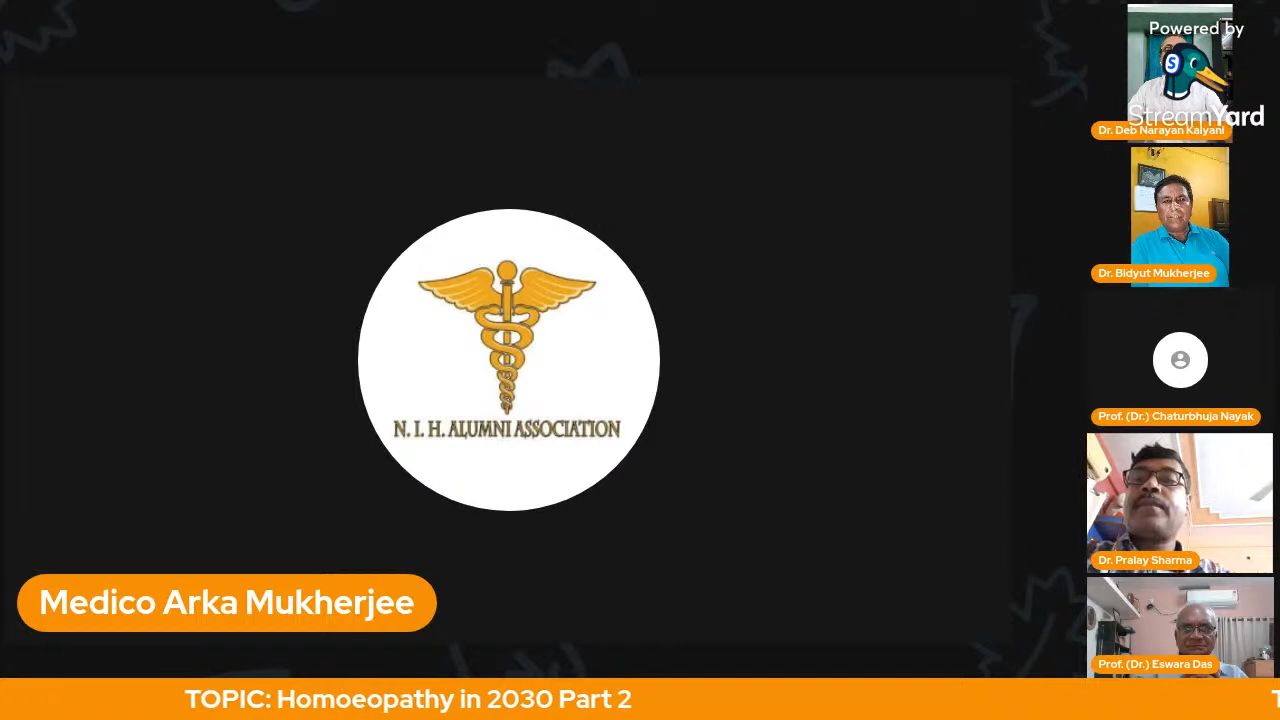 Powered by
S
StreamYard
Dr. Deb Narayan Kalyani
Dr. Bidyut Mukherjee
Prof. (Dr.) Chaturbhuja Nayak
N. I. H. ALUMNI ASSOCIATION
Dr. Pralay Sharma
Medico Arka Mukherjee
Prof. (Dr.) Eswara Das
TOPIC: Homoeopathy in 2030 Part 2